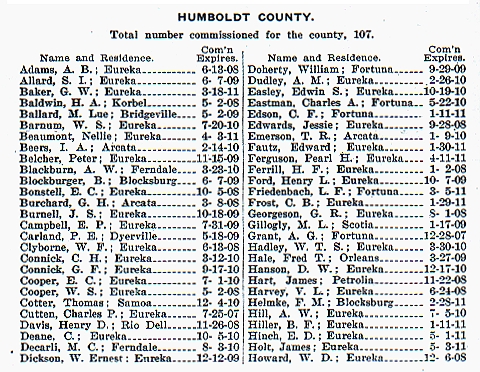 HUMBOLDT COUNTY.
Total number commissioned for the county, 107.
Name and Residence. Com'n Expires.
Adams, A. B.; Eureka 6-13-08
Allard, S. I.; Eureka 6- 7-09
Baker, G. W.; Eureka 3-18-11
Baldwin, H. A.; Korbel 5- 2-08
Ballard, M. Lue; Bridgeville 5- 2-09
Barnum, W. S.; Eureka 7-20-10
Beaumont, Nellie; Eureka 4- 3-11
Beers, I. A.; Arcata 2-14-10
Belcher, Peter; Eureka 11-15-09
Blackburn, A. W.; Ferndale 3-23-10
Blockburger, B.; Blocksburg 6- 7-09
Bonstell, E. C.; Eureka 10- 5-08
Burchard, G. H.; Arcata 3- 8-08
Burnell, J. S.; Eureka 10-18-09
Campbell, E. P.; Eureka 7-31-09
Carland, P. E.; Dyerville 5-18-09
Clyborne, W. F.; Eureka 6-13-08
Connick, C. H.; Eureka 3-12-10
Connick, G. F.; Eureka 9-17-10
Cooper, E. C.; Eureka 7- 1-10
Cooper, W. S.; Eureka 5- 2-08
Cotter, Thomas; Samoa 12- 4-10
Cutten, Charles P.; Eureka 7-25-07
Davis, Henry D.; Rio Dell 11-26-08
Deane, C.; Eureka 10- 5-10
Decarli, M. C.; Ferndale 8- 3-10
Dickson, W. Ernest; Eureka 12-12-09
Name and Residence. Com'n Expires.
Doherty, William; Fortuna 9-29-09
Dudley, A. M.; Eureka 2-26-10
Easley, Edwin S.; Eureka 10-19-10
Eastman, Charles A.; Fortuna 5-22-10
Edson, C. F.; Fortuna 1-11-11
Edwards, Jessie; Eureka 9-28-08
Emerson, T. R.; Arcata 1- 9-10
Fautz, Edward; Eureka 1-30-11
Ferguson, Pearl H.; Eureka 4-11-11
Ferrill, H. F.; Eureka 1- 2-08
Ford, Henry L.; Eureka 10- 7-09
Friedenbach, L. F.; Fortuna 3- 5-11
Frost, C. B.; Eureka 1-29-11
Georgeson, G. R.; Eureka 8- 1-08
Gillogly, M. L.; Scotia 1-17-09
Grant, A. G.; Fortuna 12-28-07
Hadley, W. T. S.; Eureka 3-30-10
Hale, Fred T.; Orleans 3-27-09
Hanson, D. W.; Eureka 12-17-10
Hart, James; Petrolia 11-22-08
Harvey, V. L.; Eureka 6-24-08
Helmke, F. M.; Blocksburg 2-28-11
Hill, A. W.; Eureka 7- 5-10
Hiller, B. F.; Eureka 1-11-11
Hinch, E. D.; Eureka 5- 1-11
Holt, James; Eureka 5- 3-11
Howard, W. D.; Eureka 12- 6-08